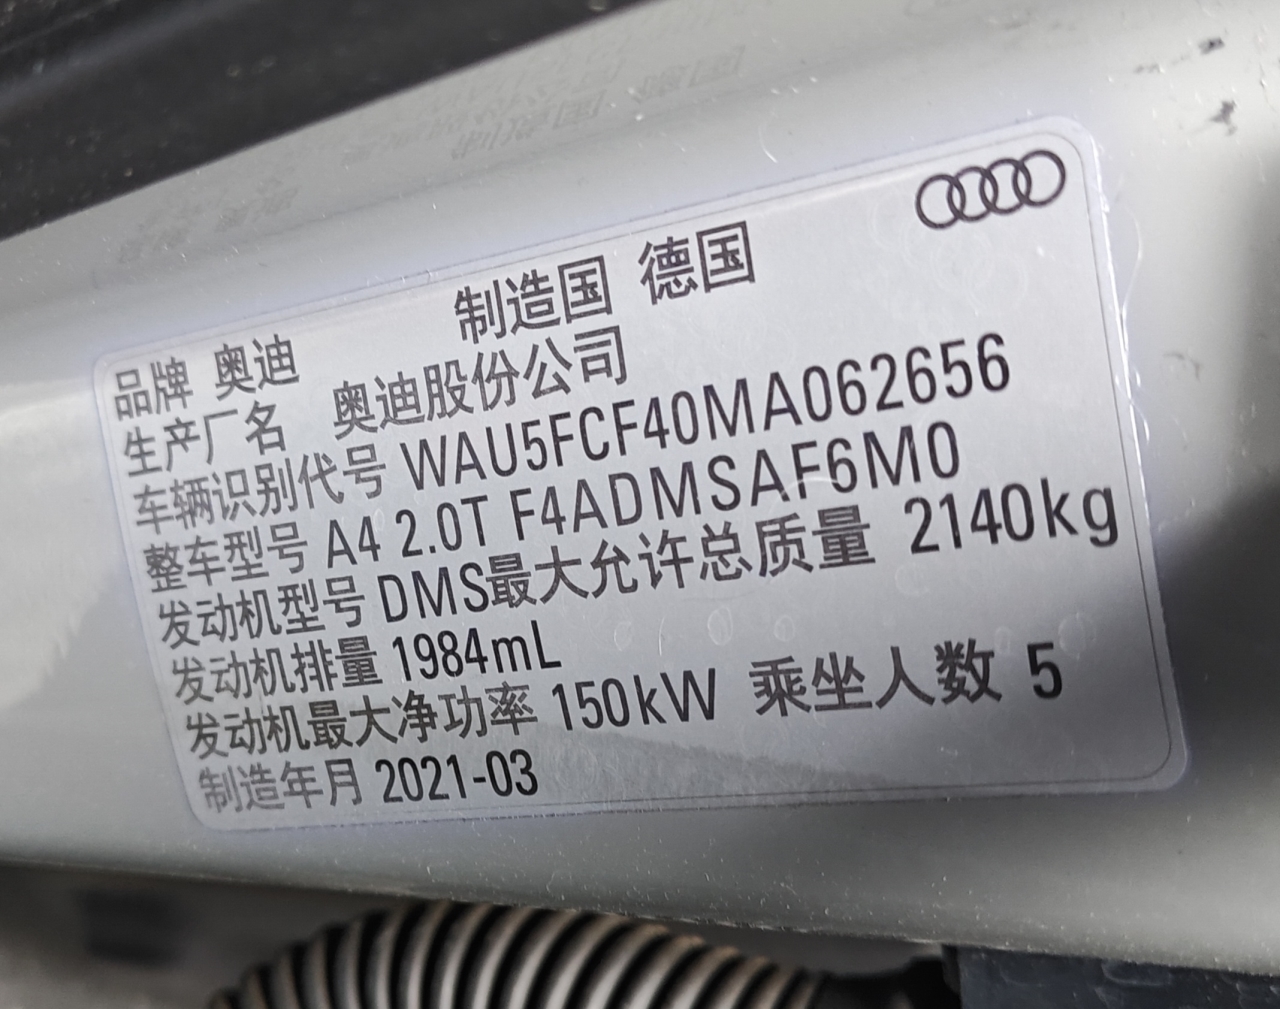 制造国 德国
品牌 奥迪
生产厂名 奥迪股份公司
车辆识别代号 WAU5FCF40MA062656
整车型号 A4 2.0T F4ADMSAF6M0
发动机型号 DMS最大允许总质量 2140kg
发动机排量 1984mL
发动机最大净功率 150kW 乘坐人数 5
制造年月 2021-03